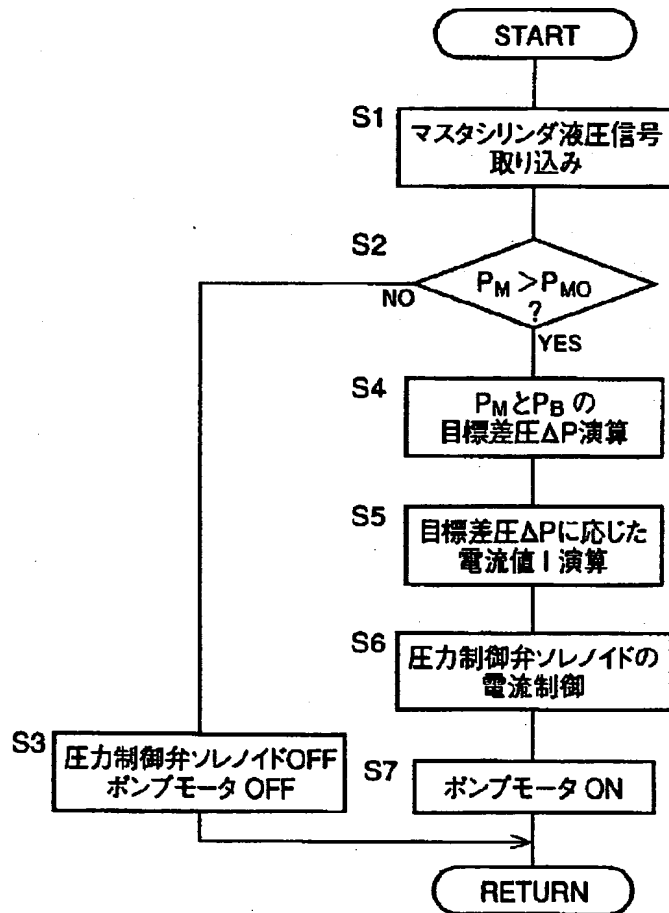 START
S1
マスタシリンダ液圧信号
取り込み
S2
PM >PMO
?
NO
YES
S4
PMとPB の
目標差圧ΔP演算
S5
目標差圧ΔPに応じた
電流値 I 演算
S6
圧力制御弁ソレノイドの
電流制御
S3
圧力制御弁ソレノイドOFF
ポンプモータ OFF
S7
ポンプモータ ON
RETURN